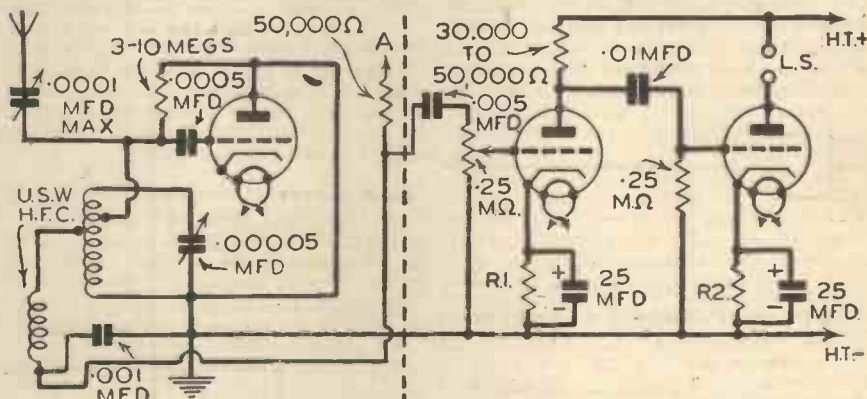 3-10 MEGS
.0001
MFD
MAX
.0005
MFD.
50,000Ω
A
U.S.W
H.F.C.
.00005
MFD
.001
MFD
30,000
TO
50,000Ω
.005
MFD
.25
MΩ.
R.1.
+
-
25
MFD
.01MFD
.25
MΩ
L.S.
R2.
+
-
25
MFD.
H.T.+
H.T.-